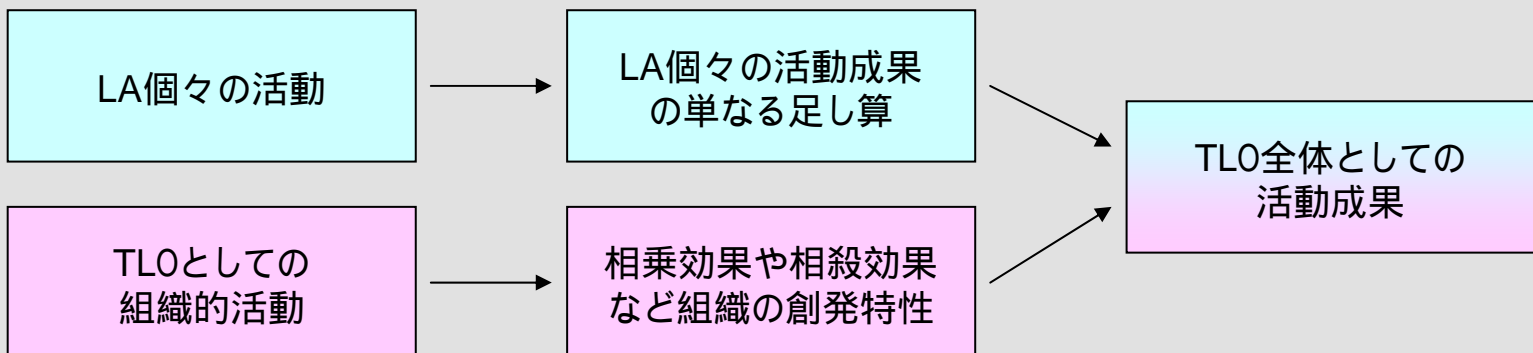 LA個々の活動
LA個々の活動成果
の単なる足し算
TLO全体としての
活動成果
TLOとしての
組織的活動
相乗効果や相殺効果
など組織の創発特性